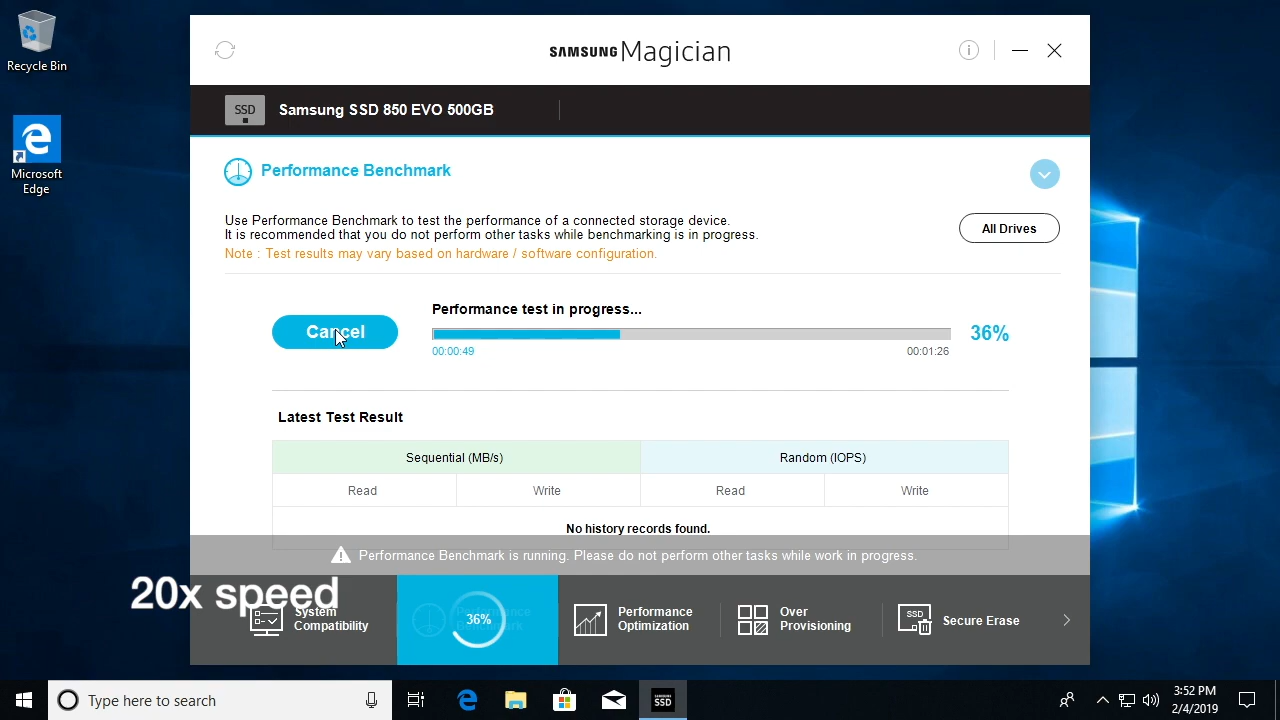 Recycle Bin
Microsoft
Edge
SAMSUNG Magician
SSD
Samsung SSD 850 EVO 500GB
Performance Benchmark
Use Performance Benchmark to test the performance of a connected storage device.
It is recommended that you do not perform other tasks while benchmarking is in progress.
Note : Test results may vary based on hardware / software configuration.
All Drives
Performance test in progress...
Cancel
36%
00:00:49
00:01:26
Latest Test Result
Sequential (MB/s)
Random (IOPS)
Read
Write
Read
Write
No history records found.
Performance Benchmark is running. Please do not perform other tasks while work in progress.
20x speed
System
Compatibility
Performance
Benchmark
36%
Performance
Optimization
Over
Provisioning
SSD
Secure Erase
Type here to search
SAMSUNG
SSD
3:52 PM
2/4/2019